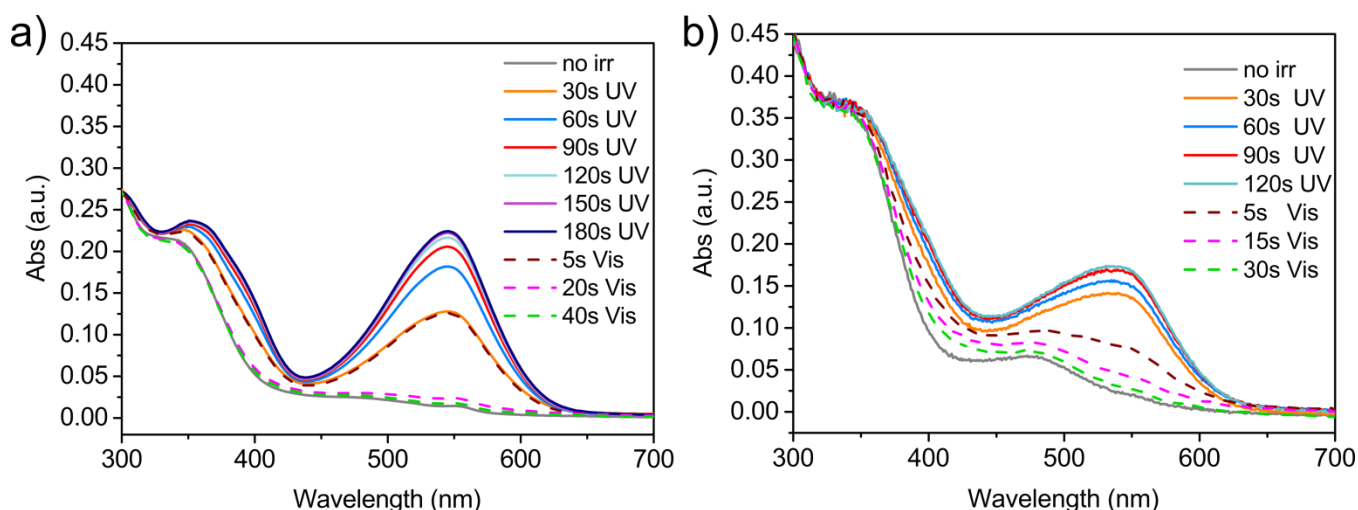 a)
0.45
0.40
0.35
0.30
0.25
0.20
0.15
0.10
0.05
0.00
Abs (a.u.)
300 400 500 600 700
Wavelength (nm)
no irr
30s UV
60s UV
90s UV
120s UV
150s UV
180s UV
5s Vis
20s Vis
40s Vis
b)
0.45
0.40
0.35
0.30
0.25
0.20
0.15
0.10
0.05
0.00
Abs (a.u.)
300 400 500 600 700
Wavelength (nm)
no irr
30s UV
60s UV
90s UV
120s UV
5s Vis
15s Vis
30s Vis